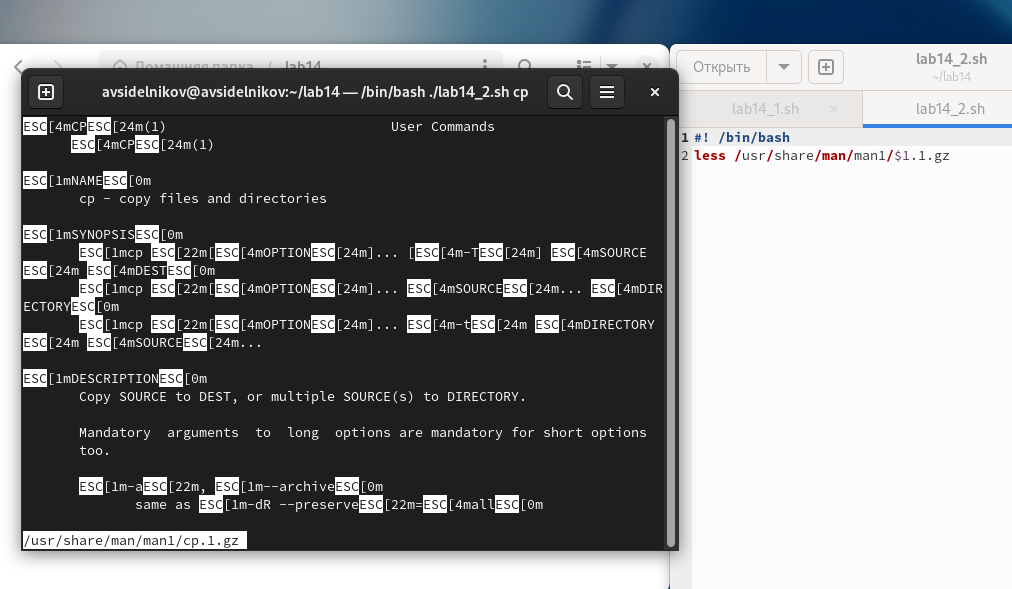 Домашняя папка / lab14
avsidelnikov@avsidelnikov:~/lab14 — /bin/bash ./lab14_2.sh cp
ESC[4mCPESC[24m(1) User Commands
ESC[4mCPESC[24m(1)
ESC[1mNAMEESC[0m
cp - copy files and directories
ESC[1mSYNOPSISESC[0m
ESC[1mcp ESC[22m[ESC[4mOPTIONESC[24m]... [ESC[4m-TESC[24m] ESC[4mSOURCE
ESC[24m ESC[4mDESTESC[0m
ESC[1mcp ESC[22m[ESC[4mOPTIONESC[24m]... ESC[4mSOURCEESC[24m... ESC[4mDIR
ECTORYESC[0m
ESC[1mcp ESC[22m[ESC[4mOPTIONESC[24m]... ESC[4m-tESC[24m ESC[4mDIRECTORY
ESC[24m ESC[4mSOURCEESC[24m...
ESC[1mDESCRIPTIONESC[0m
Copy SOURCE to DEST, or multiple SOURCE(s) to DIRECTORY.
Mandatory arguments to long options are mandatory for short options
too.
ESC[1m-aESC[22m, ESC[1m--archiveESC[0m
same as ESC[1m-dR --preserveESC[22m=ESC[4mallESC[0m
/usr/share/man/man1/cp.1.gz
Открыть
lab14_2.sh
~/lab14
lab14_1.sh
lab14_2.sh
1 #! /bin/bash
2 less /usr/share/man/man1/$1.1.gz